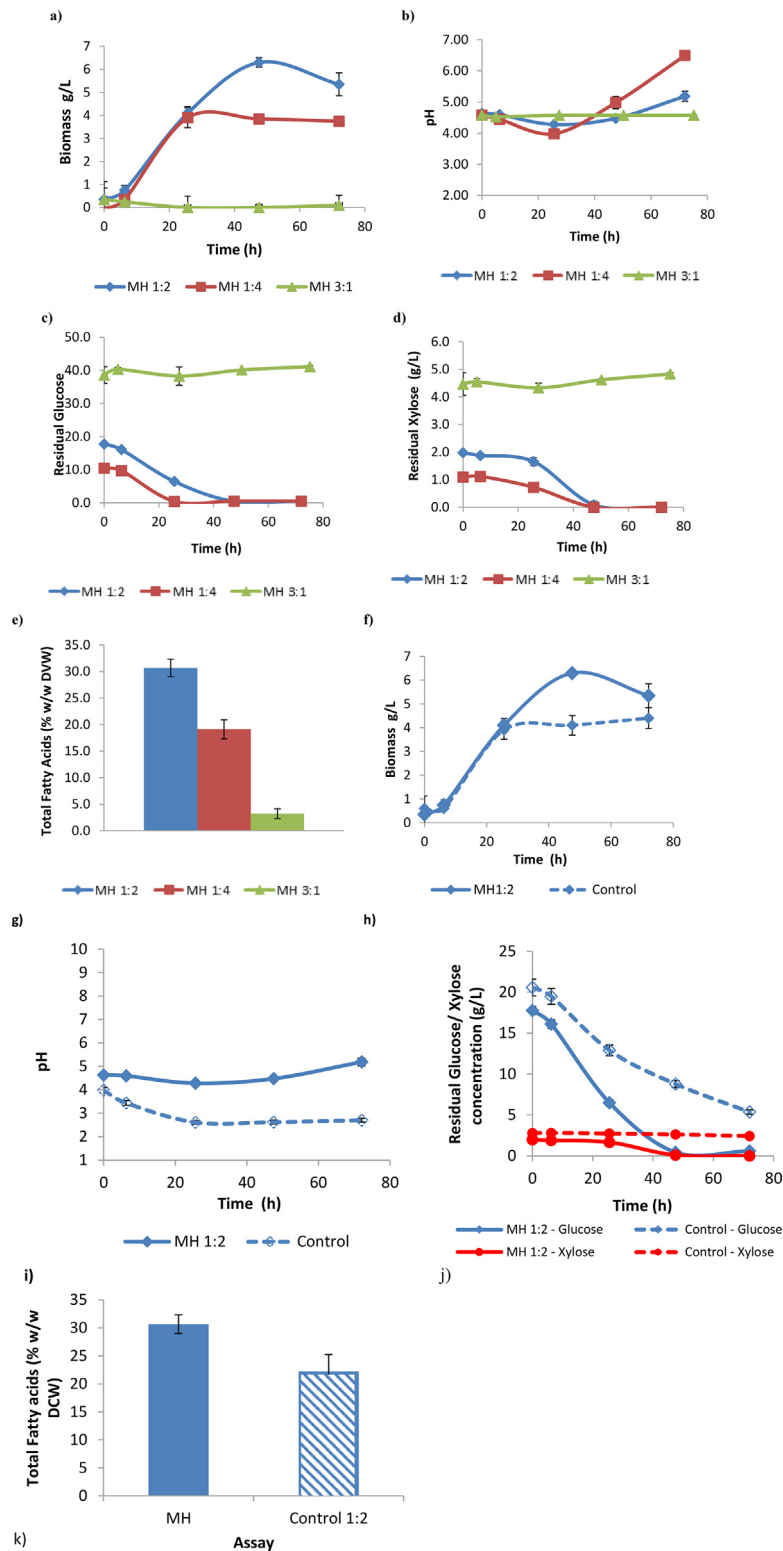 a)
Biomass g/L
7
6
5
4
3
2
1
0
0 20 40 60 80
Time (h)
MH 1:2 MH 1:4 MH 3:1
b)
pH
7.00
6.00
5.00
4.00
3.00
2.00
0 20 40 60 80
Time (h)
MH 1:2 MH 1:4 MH 3:1
c)
Residual Glucose
50.0
40.0
30.0
20.0
10.0
0.0
0 20 40 60 80
Time (h)
MH 1:2 MH 1:4 MH 3:1
d)
Residual Xylose (g/L)
6.0
5.0
4.0
3.0
2.0
1.0
0.0
0 20 40 60 80
Time (h)
MH 1:2 MH 1:4 MH 3:1
e)
Total Fatty Acids (% w/w DVW)
35.0
30.0
25.0
20.0
15.0
10.0
5.0
0.0
MH 1:2 MH 1:4 MH 3:1
f)
Biomass g/L
7
6
5
4
3
2
1
0
0 20 40 60 80
Time (h)
MH1:2 Control
g)
pH
10
9
8
7
6
5
4
3
2
1
0 20 40 60 80
Time (h)
MH 1:2 Control
h)
Residual Glucose/ Xylose
concentration (g/L)
25
20
15
10
5
0
0 20 40 60 80
Time (h)
MH 1:2 - Glucose Control - Glucose
MH 1:2 - Xylose Control - Xylose
i)
Total Fatty acids (% w/w
DCW)
35
30
25
20
15
10
5
0
MH Control 1:2
Assay
j)
k)